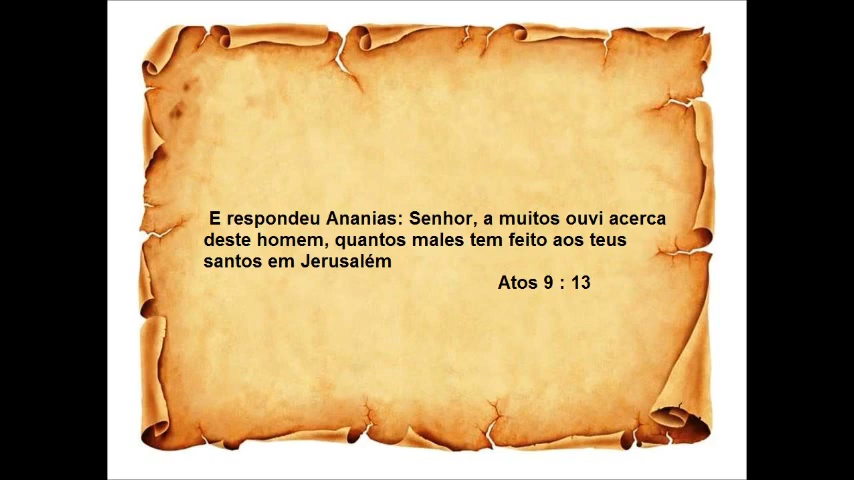 E respondeu Ananias: Senhor, a muitos ouvi acerca
deste homem, quantos males tem feito aos teus
santos em Jerusalém
Atos 9 : 13